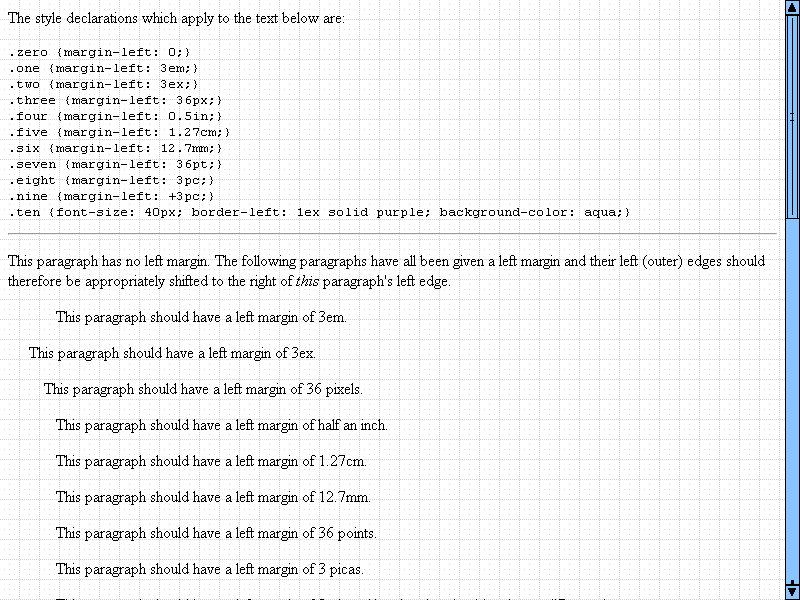 The style declarations which apply to the text below are:
.zero {margin-left: 0;}
.one {margin-left: 3em;}
.two {margin-left: 3ex;}
.three {margin-left: 36px;}
.four {margin-left: 0.5in;}
.five {margin-left: 1.27cm;}
.six {margin-left: 12.7mm;}
.seven {margin-left: 36pt;}
.eight {margin-left: 3pc;}
.nine {margin-left: +3pc;}
.ten {font-size: 40px; border-left: 1ex solid purple; background-color: aqua;}
This paragraph has no left margin. The following paragraphs have all been given a left margin and their left (outer) edges should
therefore be appropriately shifted to the right of this paragraph's left edge.
This paragraph should have a left margin of 3em.
This paragraph should have a left margin of 3ex.
This paragraph should have a left margin of 36 pixels.
This paragraph should have a left margin of half an inch.
This paragraph should have a left margin of 1.27cm.
This paragraph should have a left margin of 12.7mm.
This paragraph should have a left margin of 36 points.
This paragraph should have a left margin of 3 picas.